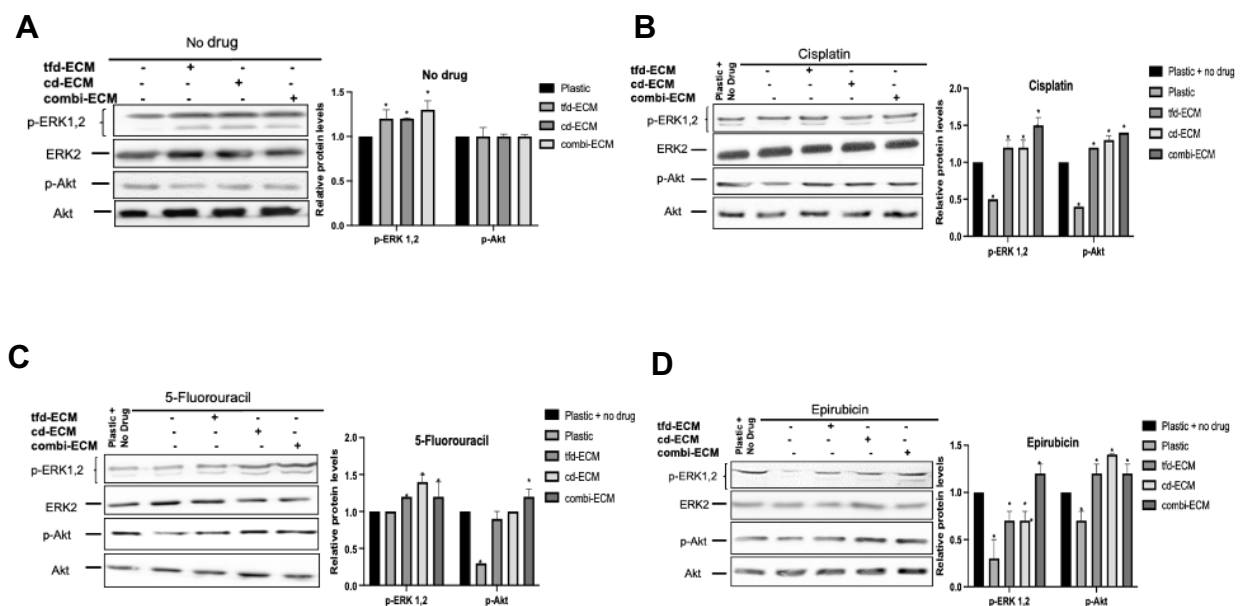 A
No drug
tfd-ECM - + - -
cd-ECM - - + -
combi-ECM - - - +
p-ERK1,2
ERK2
p-Akt
Akt
No drug
Relative protein levels
1.5
1.0
0.5
0.0
p-ERK 1,2
p-Akt
Plastic
tfd-ECM
cd-ECM
combi-ECM
B
Cisplatin
Plastic +
No Drug
tfd-ECM - + - -
cd-ECM - - + -
combi-ECM - - - +
p-ERK1,2
ERK2
p-Akt
Akt
Cisplatin
Relative protein levels
2.0
1.5
1.0
0.5
0.0
p-ERK 1,2
p-Akt
Plastic + no drug
Plastic
tfd-ECM
cd-ECM
combi-ECM
C
5-Fluorouracil
Plastic +
No Drug
tfd-ECM - + - -
cd-ECM - - + -
combi-ECM - - - +
p-ERK1,2
ERK2
p-Akt
Akt
5-Fluorouracil
Relative protein levels
2.0
1.5
1.0
0.5
0.0
p-ERK 1,2
p-Akt
Plastic + no drug
Plastic
tfd-ECM
cd-ECM
combi-ECM
D
Epirubicin
Plastic +
No Drug
tfd-ECM - + - -
cd-ECM - - + -
combi-ECM - - - +
p-ERK1,2
ERK2
p-Akt
Akt
Epirubicin
Relative protein levels
1.5
1.0
0.5
0.0
p-ERK 1,2
p-Akt
Plastic + no drug
Plastic
tfd-ECM
cd-ECM
combi-ECM